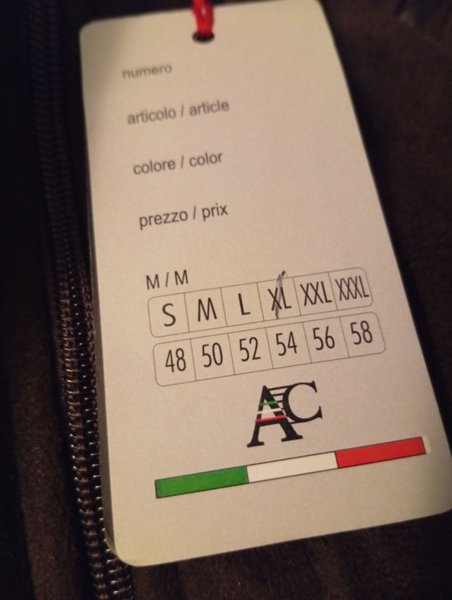 numero
articolo / article
colore / color
prezzo / prix
M / M
S M L XL XXL XXXL
48 50 52 54 56 58
AC